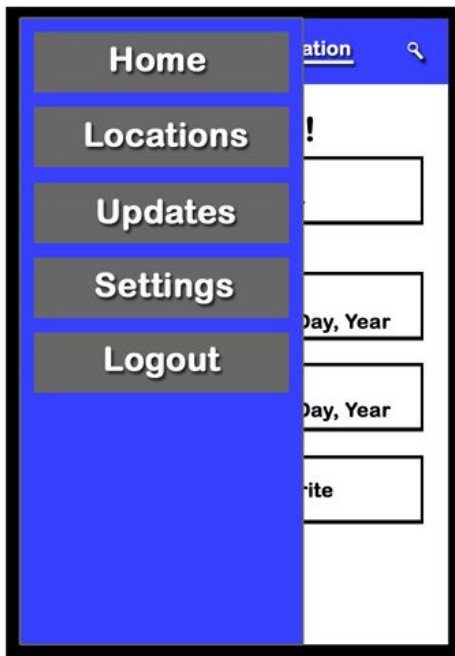 Home
ation
Locations
!
Updates
Settings
Day, Year
Logout
Day, Year
rite